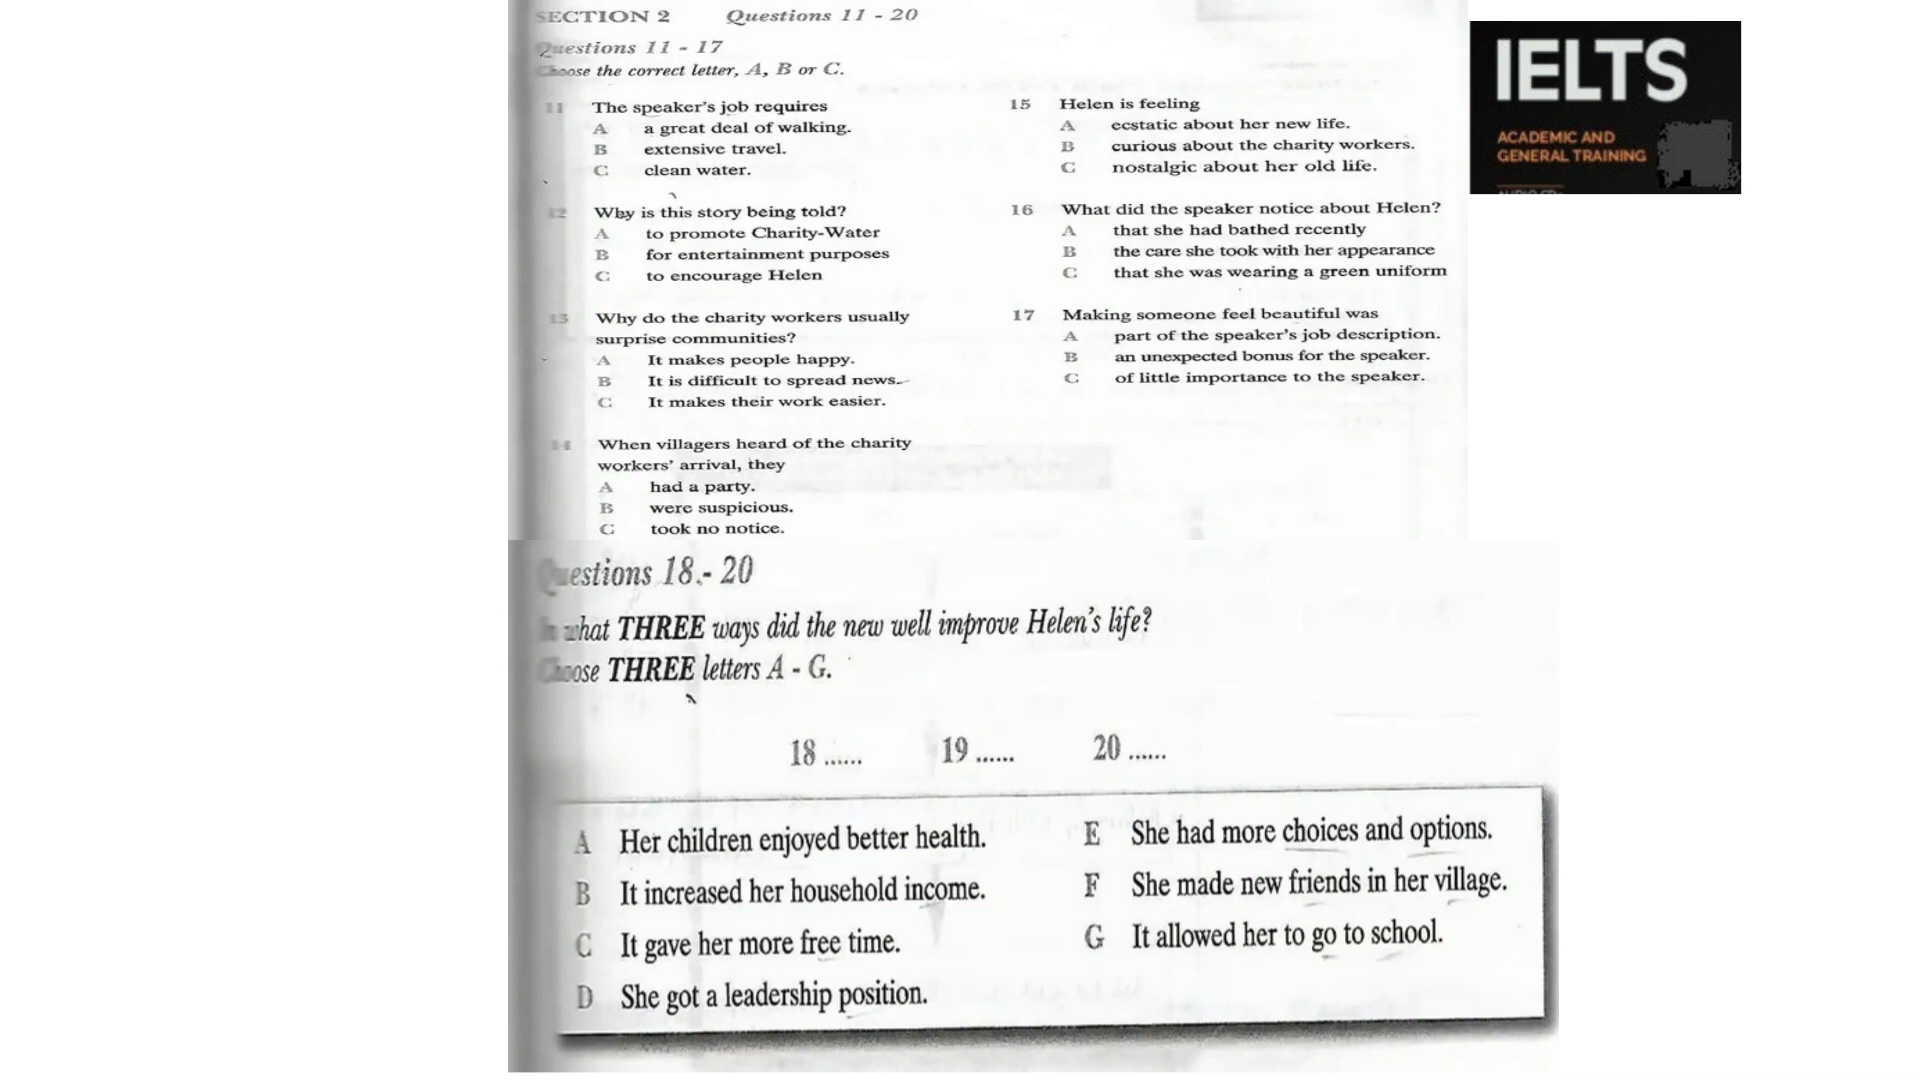 SECTION 2 Questions 11 - 20
Questions 11 - 17
Choose the correct letter, A, B or C.
11 The speaker's job requires
A a great deal of walking.
B extensive travel.
C clean water.
12 Why is this story being told?
A to promote Charity-Water
B for entertainment purposes
C to encourage Helen
13 Why do the charity workers usually
surprise communities?
A It makes people happy.
B It is difficult to spread news.
C It makes their work easier.
14 When villagers heard of the charity
workers' arrival, they
A had a party.
B were suspicious.
C took no notice.
15 Helen is feeling
A ecstatic about her new life.
B curious about the charity workers.
C nostalgic about her old life.
16 What did the speaker notice about Helen?
A that she had bathed recently
B the care she took with her appearance
C that she was wearing a green uniform
17 Making someone feel beautiful was
A part of the speaker's job description.
B an unexpected bonus for the speaker.
C of little importance to the speaker.
IELTS
ACADEMIC AND
GENERAL TRAINING
Questions 18.- 20
In what THREE ways did the new well improve Helen's life?
Choose THREE letters A - G.
18 ...... 19 ...... 20 ......
A Her children enjoyed better health.
B It increased her household income.
C It gave her more free time.
D She got a leadership position.
E She had more choices and options.
F She made new friends in her village.
G It allowed her to go to school.